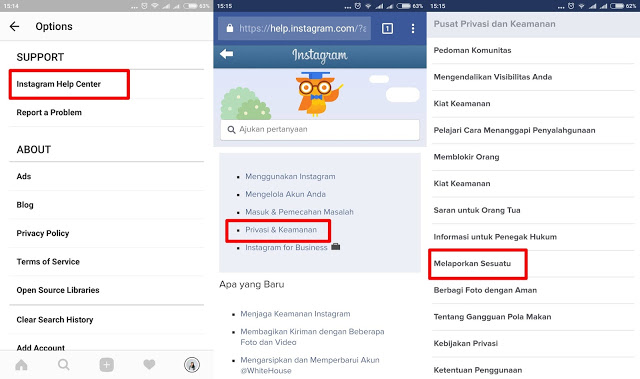 15:14
63%
Options
SUPPORT
Instagram Help Center
Report a Problem
ABOUT
Ads
Blog
Privacy Policy
Terms of Service
Open Source Libraries
Clear Search History
Add Account
15:15
63%
https://help.instagram.com/?
1
Instagram
Ajukan pertanyaan
Menggunakan Instagram
Mengelola Akun Anda
Masuk & Pemecahan Masalah
Privasi & Keamanan
Instagram for Business
Apa yang Baru
Menjaga Keamanan Instagram
Membagikan Kiriman dengan Beberapa
Foto dan Video
Mengarsipkan dan Memperbarui Akun
@WhiteHouse
15:15
62%
Pusat Privasi dan Keamanan
Pedoman Komunitas
Mengendalikan Visibilitas Anda
Kiat Keamanan
Pelajari Cara Menanggapi Penyalahgunaan
Memblokir Orang
Kiat Keamanan
Saran untuk Orang Tua
Informasi untuk Penegak Hukum
Melaporkan Sesuatu
Berbagi Foto dengan Aman
Tentang Gangguan Pola Makan
Kebijakan Privasi
Ketentuan Penggunaan